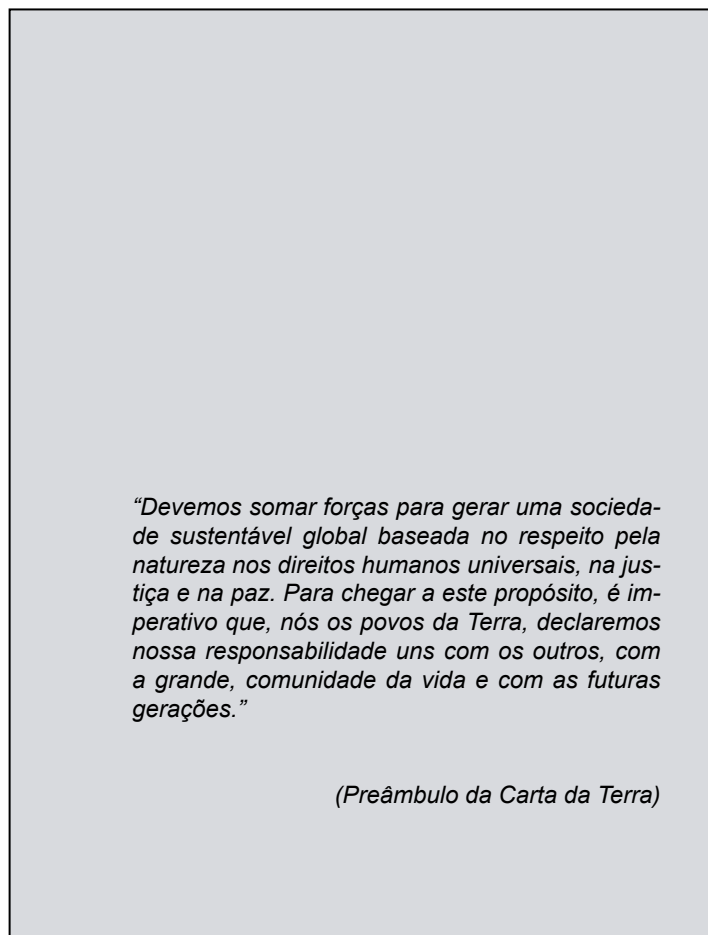 “Devemos somar forças para gerar uma socieda-
de sustentável global baseada no respeito pela
natureza nos direitos humanos universais, na jus-
tiça e na paz. Para chegar a este propósito, é im-
perativo que, nós os povos da Terra, declaremos
nossa responsabilidade uns com os outros, com
a grande, comunidade da vida e com as futuras
gerações.”
(Preâmbulo da Carta da Terra)